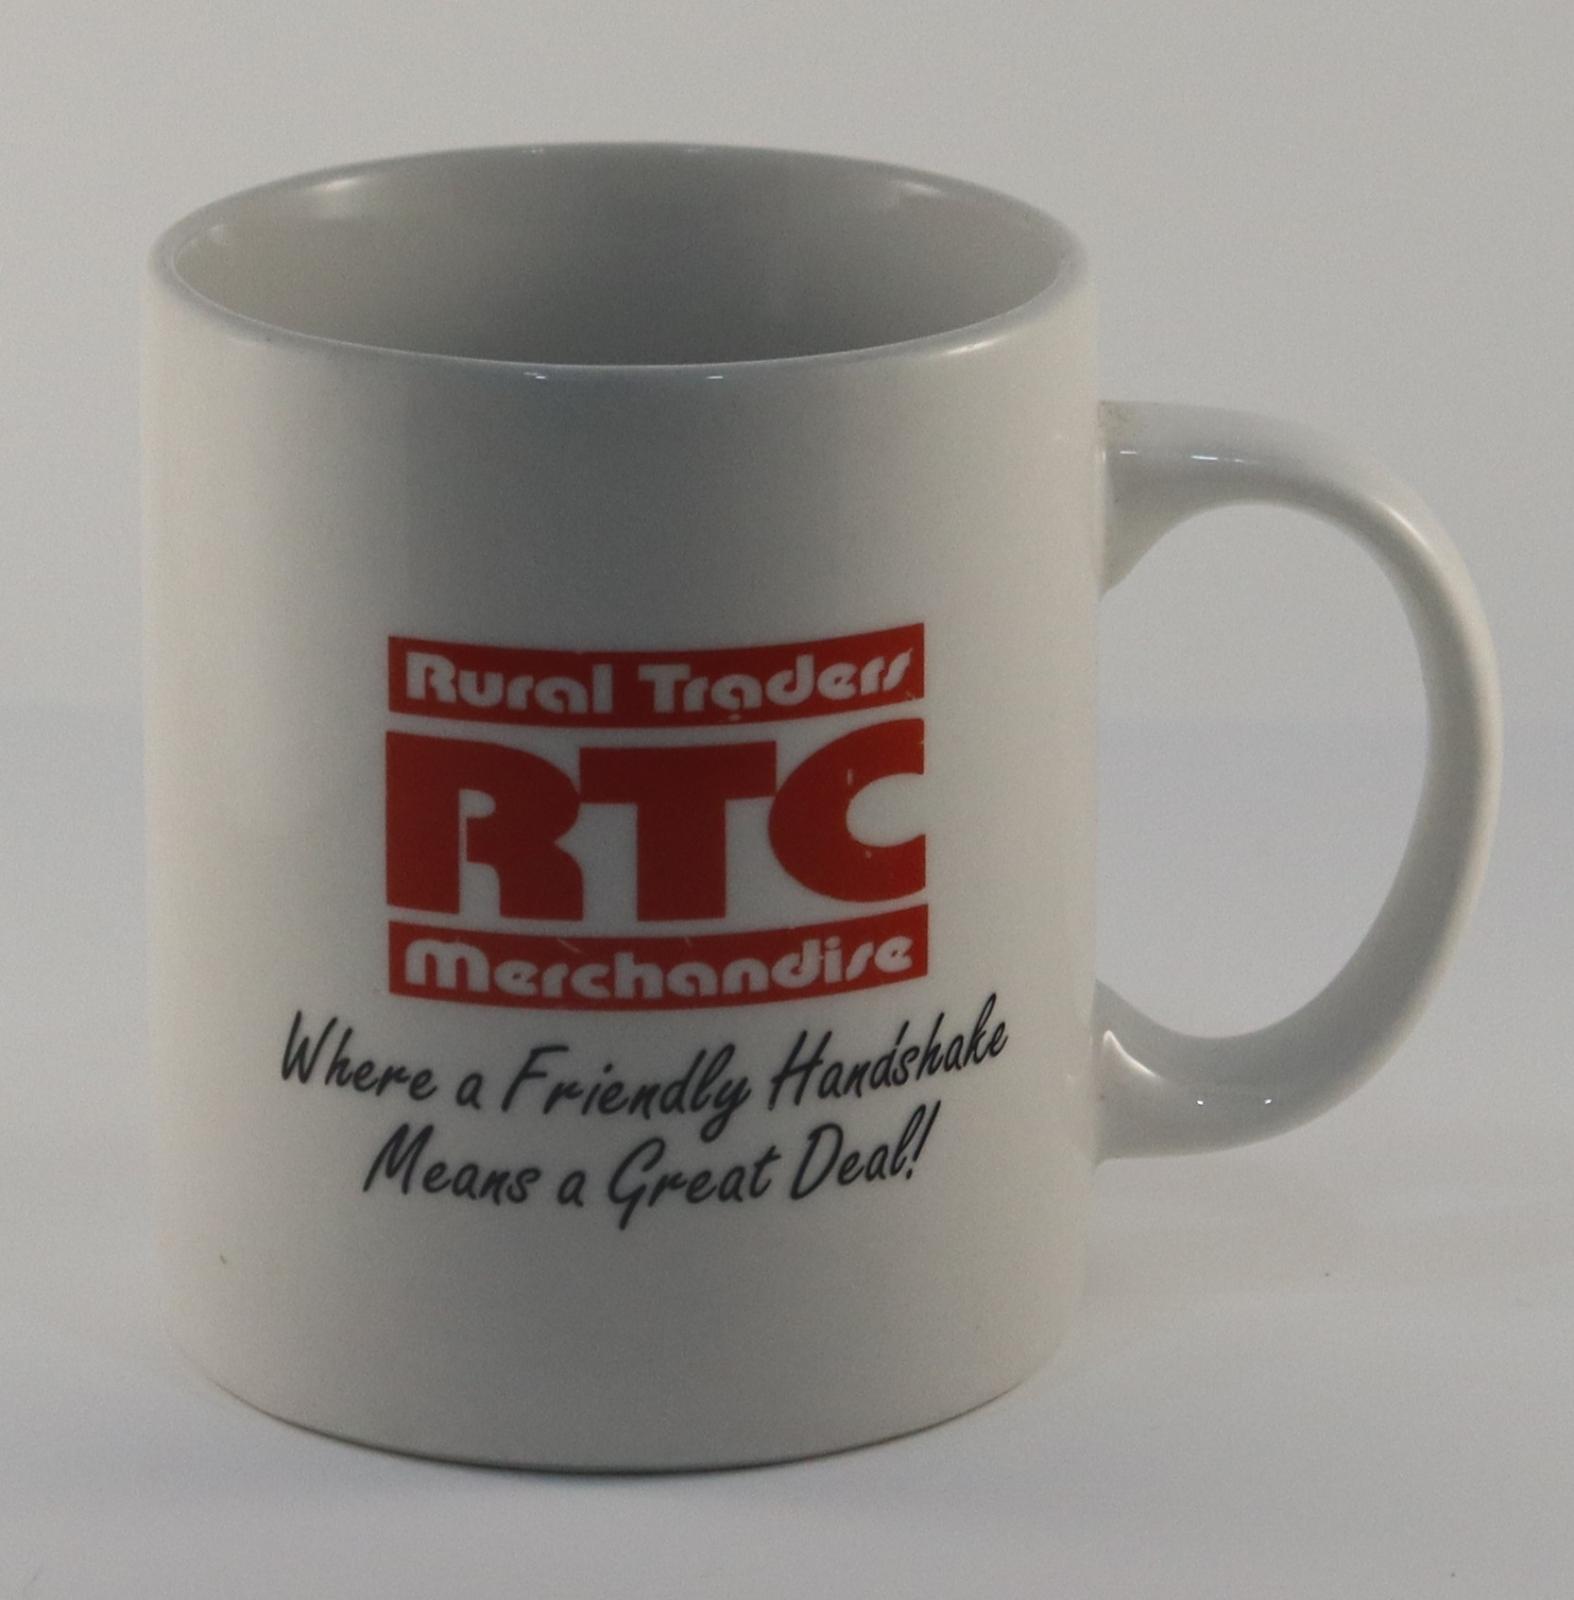 Rural Traders
RTC
Merchandise
Where a Friendly Handshake
Means a Great Deal!